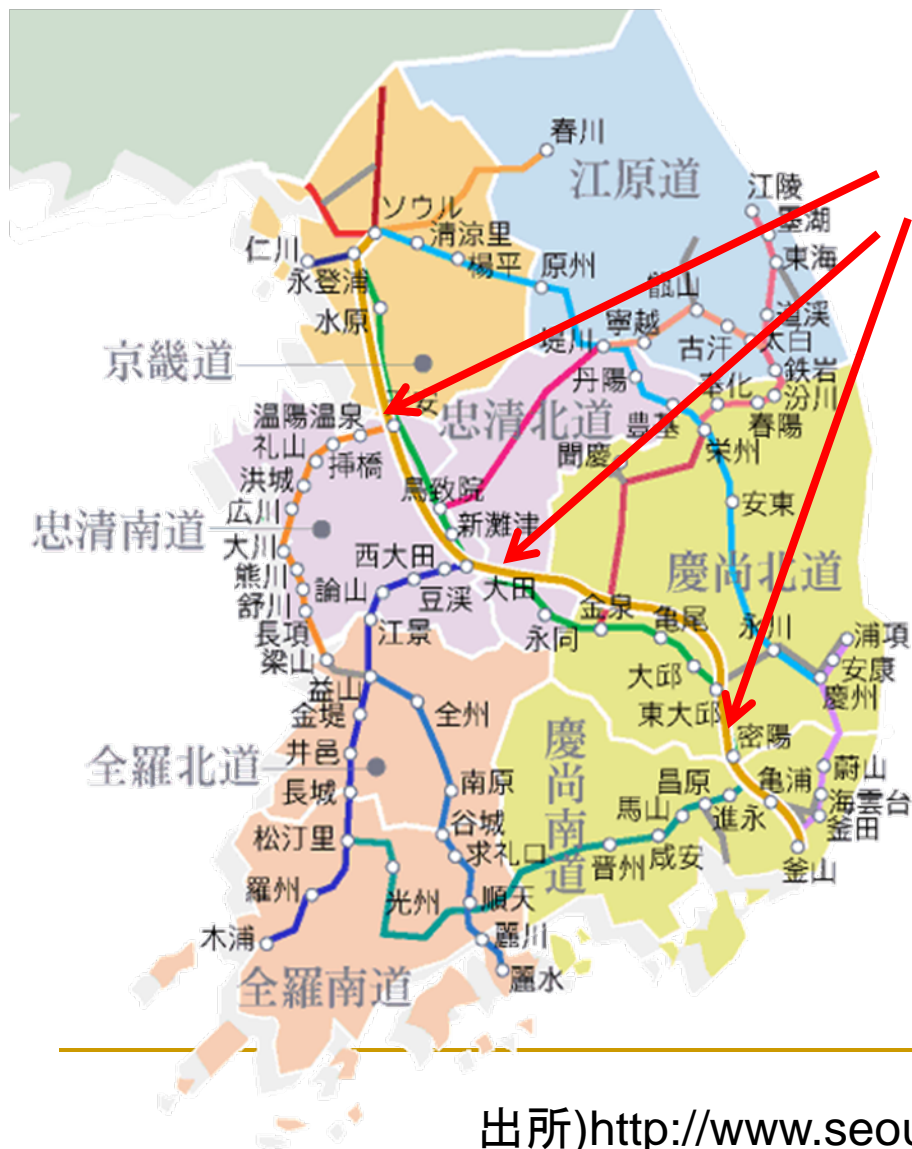 春川
江原道
江陵
ソウル
墨湖
清涼里
仁川
楊平
東海
原州
永登浦
甑山
道渓
水原
寧越
堤川
古汗
太白
京畿道
丹陽
鉄岩
奉化
汾川
忠清北道
温陽温泉
豊基
春陽
礼山
栄州
挿橋
聞慶
洪城
鳥致院
安東
広川
新灘津
忠清南道
大川
西大田
慶尚北道
熊川
論山
豆渓
大田
舒川
金泉
亀尾
江景
永川
浦項
長項
永同
梁山
大邱
安康
益山
慶州
金堤
全州
東大邱
井邑
慶尚南道
密陽
全羅北道
蔚山
南原
昌原
亀浦
長城
馬山
海雲台
谷城
進永
釜田
松汀里
求礼口
咸安
晋州
釜山
羅州
光州
順天
木浦
麗川
麗水
全羅南道
出所)http://www.seou